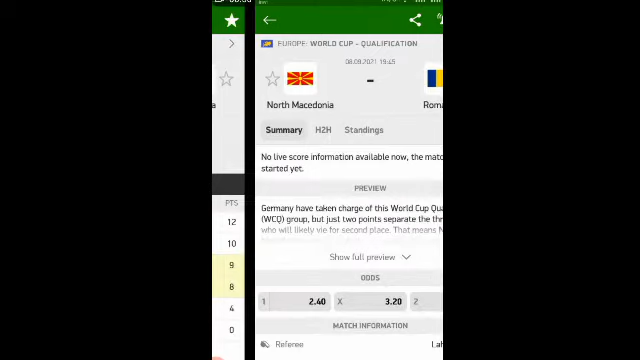 EUROPE: WORLD CUP - QUALIFICATION
08.09.2021 19:45
-
North Macedonia
Summary H2H Standings
No live score information available now, the
started yet.
PREVIEW
PTS
12
10
9
8
4
0
Germany have taken charge of this World Cup
(WCQ) group, but just two points separate the
who will likely vie for second place. That means
Show full preview
ODDS
1 2.40 X 3.20 2
MATCH INFORMATION
Referee